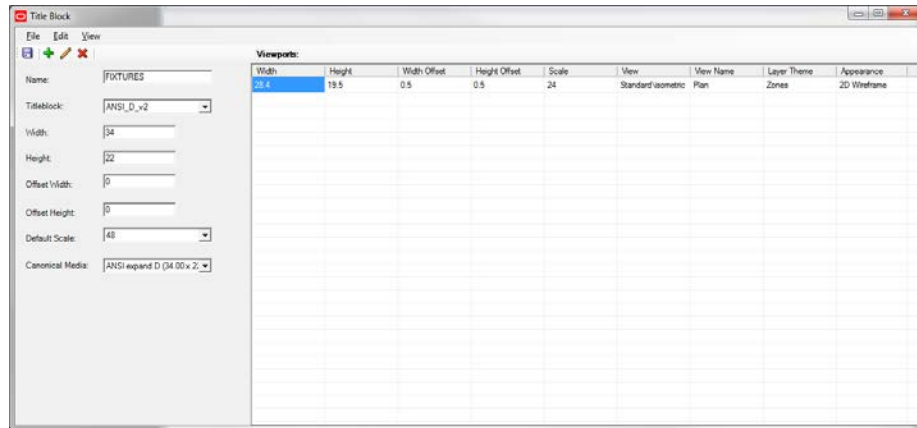 Title Block
File Edit View
Viewports:
Name: FIXTURES
Titleblock: ANSI_D_v2
Width: 34
Height: 22
Offset Width: 0
Offset Height: 0
Default Scale: 48
Canonical Media: ANSI expand D (34.00 x 2
Width Height Width Offset Height Offset Scale View View Name Layer Theme Appearance
28.4 19.5 0.5 0.5 24 Standard\isometric Plan Zones 2D Wireframe